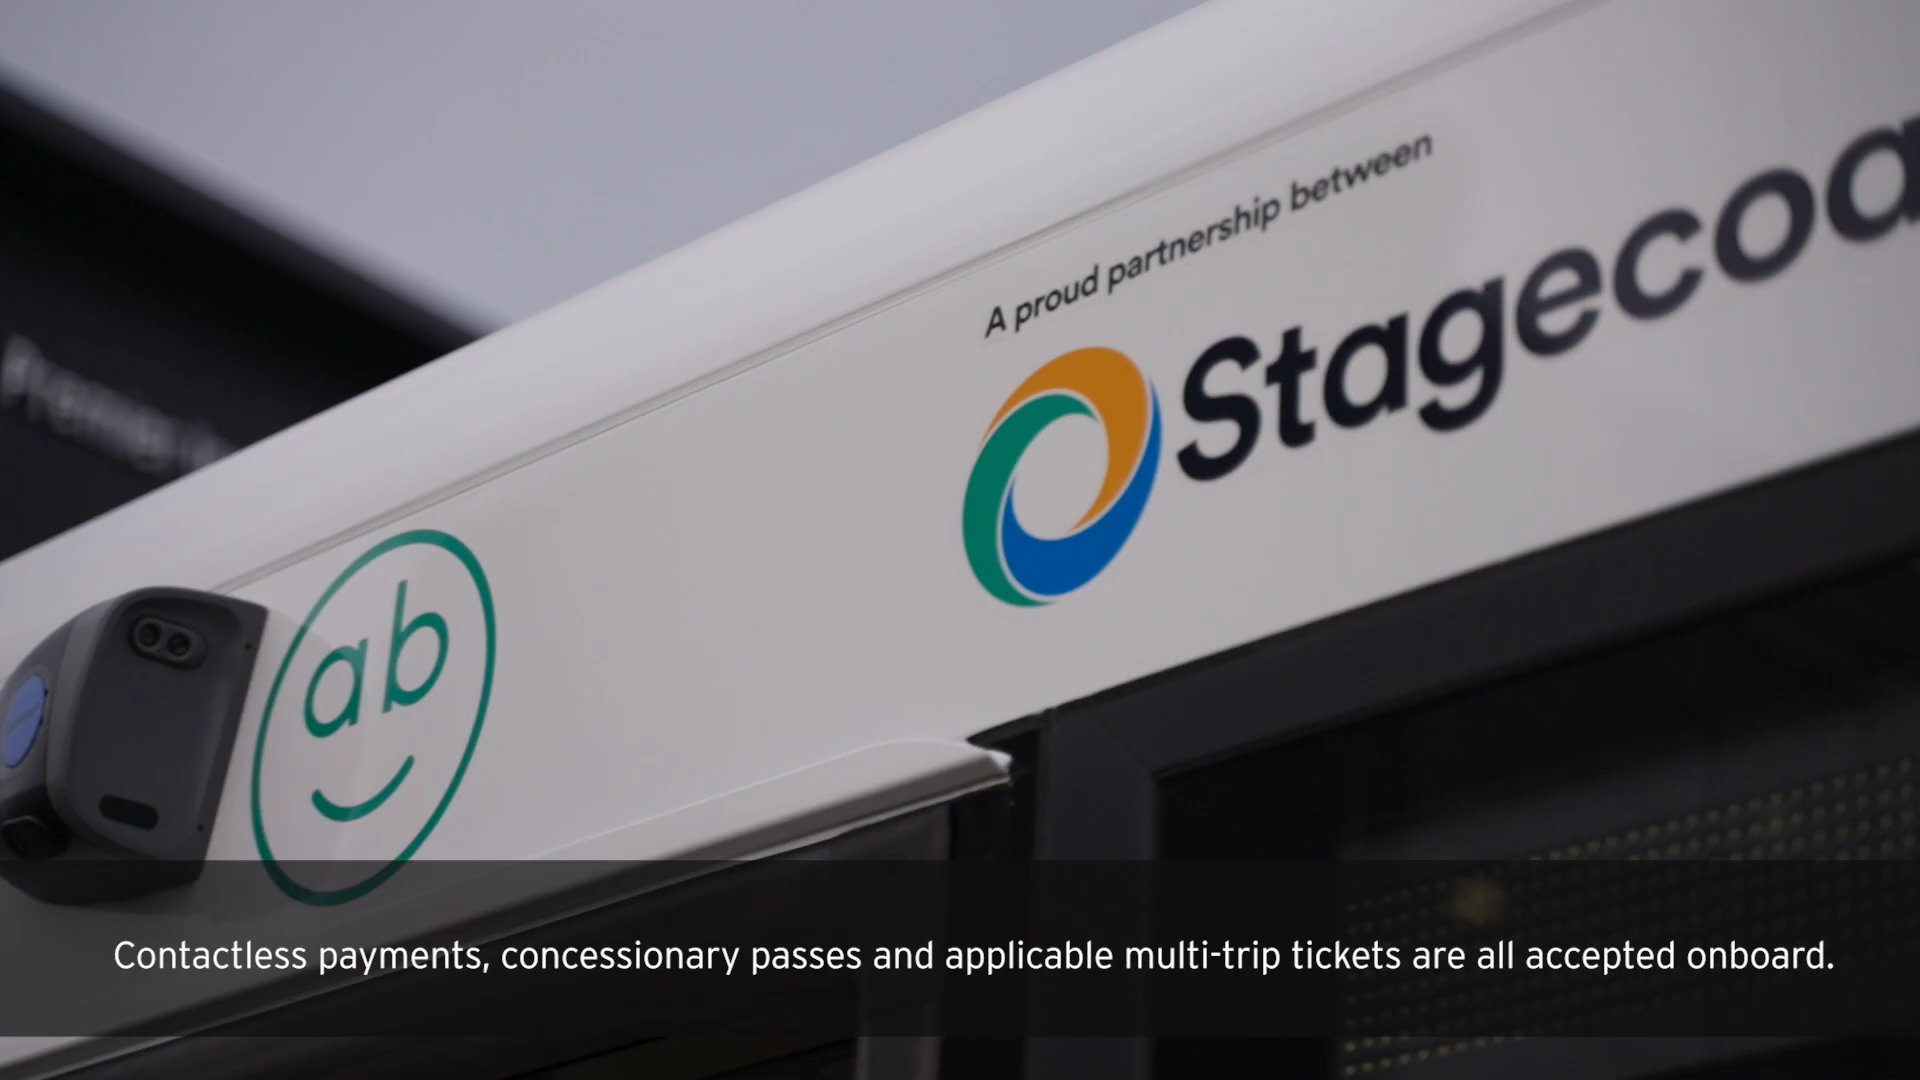 A proud partnership between
Stagecoa
ab
Contactless payments, concessionary passes and applicable multi-trip tickets are all accepted onboard.